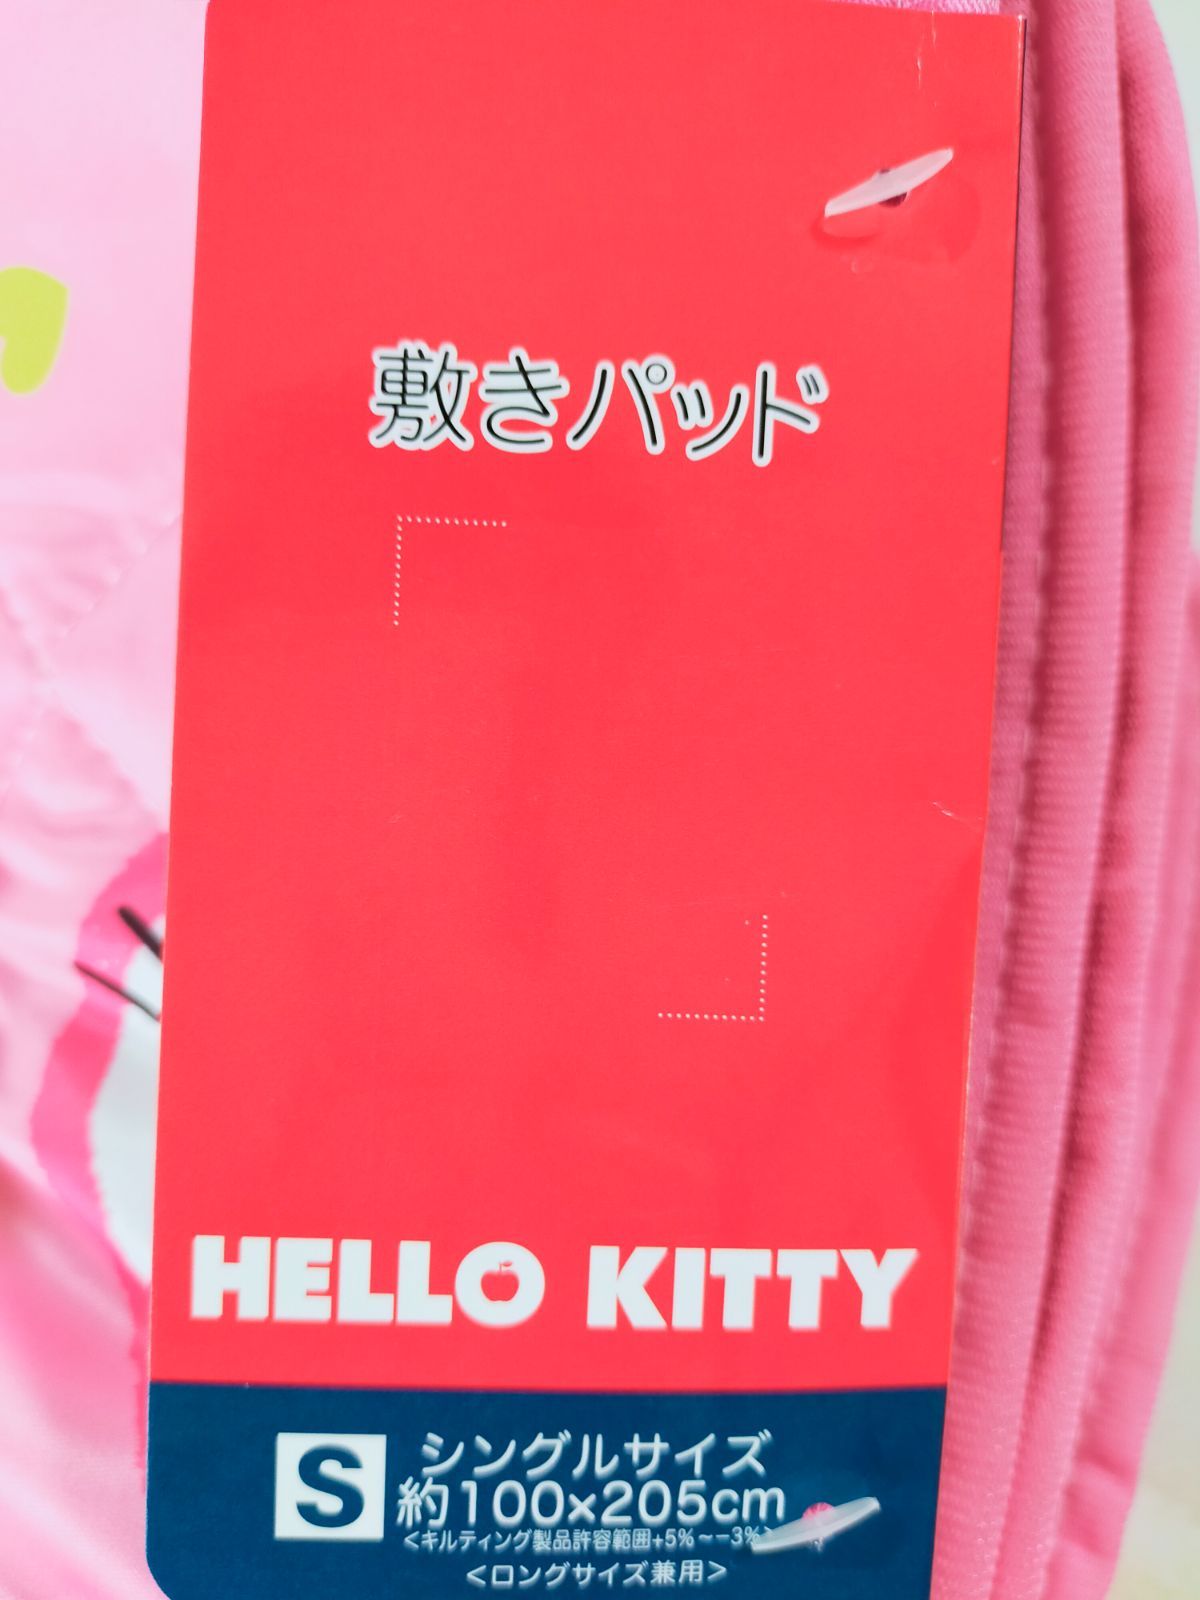 敷きパッド
HELLO KITTY
S
シングルサイズ
約100×205cm
<キルティング製品許容範囲+5%~-3%>
<ロングサイズ兼用>